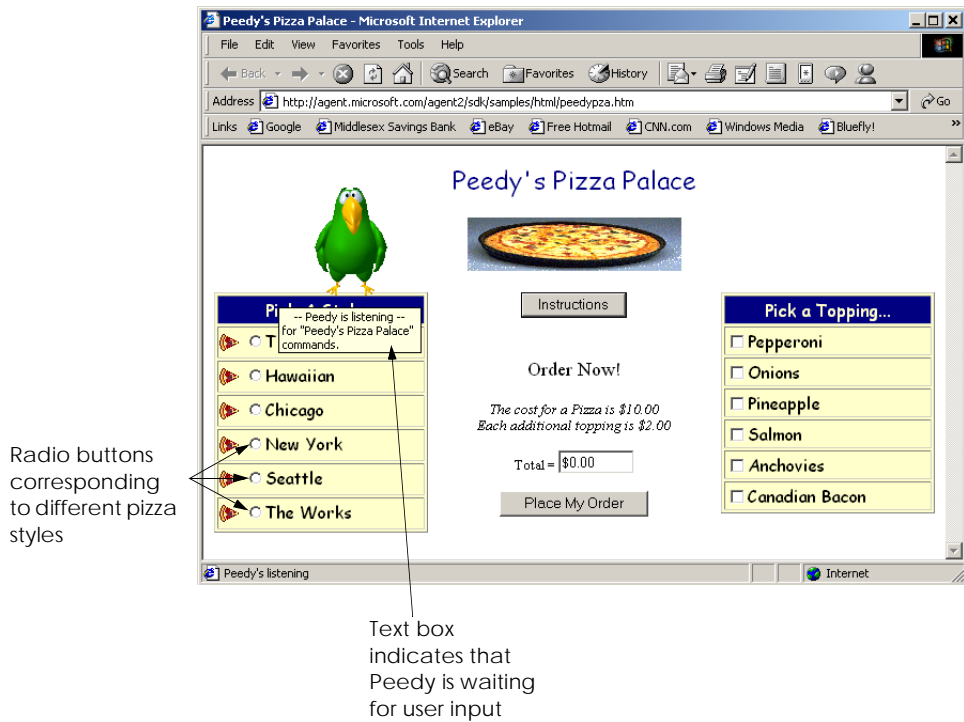 Peedy's Pizza Palace - Microsoft Internet Explorer
File Edit View Favorites Tools Help
Back Search Favorites History
Address http://agent.microsoft.com/agent2/sdk/samples/html/peedypza.htm Go
Links Google Middlesex Savings Bank eBay Free Hotmail CNN.com Windows Media Bluefly! »
Peedy's Pizza Palace
-- Peedy is listening --
for "Peedy's Pizza Palace"
commands.
Hawaiian
Chicago
New York
Seattle
The Works
Instructions
Order Now!
The cost for a Pizza is $10.00
Each additional topping is $2.00
Total = $0.00
Place My Order
Pick a Topping...
Pepperoni
Onions
Pineapple
Salmon
Anchovies
Canadian Bacon
Peedy's listening Internet
Radio buttons
corresponding
to different pizza
styles
Text box
indicates that
Peedy is waiting
for user input